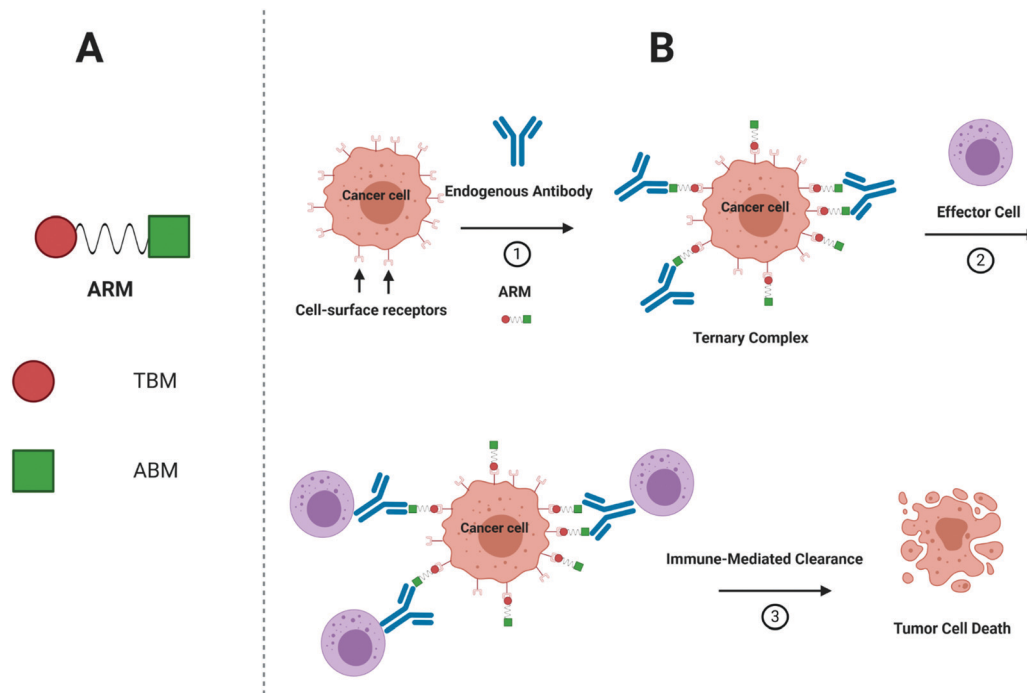 A
ARM
TBM
ABM
B
Cancer cell
Cell-surface receptors
Endogenous Antibody
1
ARM
Cancer cell
Ternary Complex
Effector Cell
2
Cancer cell
Immune-Mediated Clearance
3
Tumor Cell Death